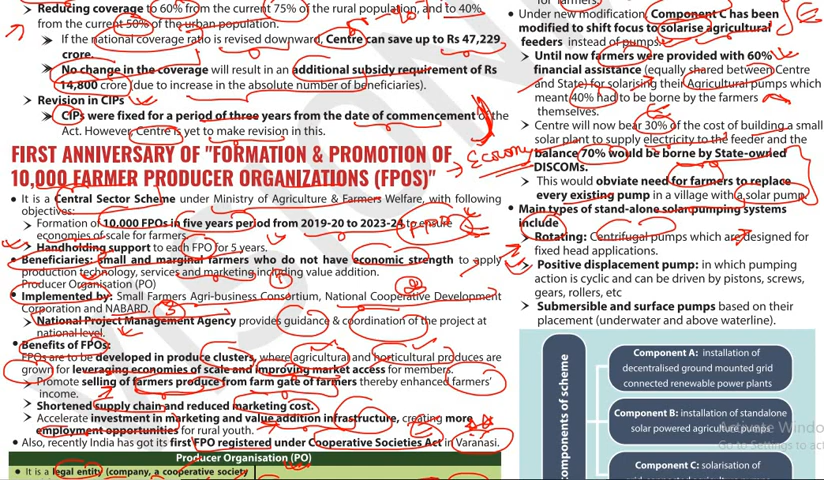 Reducing coverage to 60% from the current 75% of the rural population, and to 40%
from the current 50% of the urban population.
If the national coverage ratio is revised downward, Centre can save up to Rs 47,229
crore.
No change in the coverage will result in an additional subsidy requirement of Rs
14,800 crore (due to increase in the absolute number of beneficiaries).
Revision in CIPs
CIPs were fixed for a period of three years from the date of commencement of the
Act. However, Centre is yet to make revision in this.
FIRST ANNIVERSARY OF "FORMATION & PROMOTION OF
10,000 FARMER PRODUCER ORGANIZATIONS (FPOS)"
Economy
It is a Central Sector Scheme under Ministry of Agriculture & Farmers Welfare, with following
objectives:
Formation of 10,000 FPOs in five years period from 2019-20 to 2023-24 to ensure
economies of scale for farmers.
Handholding support to each FPO for 5 years.
Beneficiaries: small and marginal farmers who do not have economic strength to apply
production technology, services and marketing including value addition.
Producer Organisation (PO)
Implemented by: Small Farmers Agri-business Consortium, National Cooperative Development
Corporation and NABARD.
National Project Management Agency provides guidance & coordination of the project at
national level.
Benefits of FPOs:
FPOs are to be developed in produce clusters, where agricultural and horticultural produces are
grown for leveraging economies of scale and improving market access for members.
Promote selling of farmers produce from farm gate of farmers thereby enhanced farmers'
income.
Shortened supply chain and reduced marketing cost.
Accelerate investment in marketing and value addition infrastructure, creating more
employment opportunities for rural youth.
Also, recently India has got its first FPO registered under Cooperative Societies Act in Varanasi.
Producer Organisation (PO)
It is a legal entity (company, a cooperative society
for farmers.
Under new modification, Component C has been
modified to shift focus to solarise agricultural
feeders instead of pumps.
Until now farmers were provided with 60%
financial assistance (equally shared between Centre
and State) for solarising their Agricultural pumps which
meant 40% had to be borne by the farmers
themselves.
Centre will now bear 30% of the cost of building a small
solar plant to supply electricity to the feeder and the
balance 70% would be borne by State-owned
DISCOMs.
This would obviate need for farmers to replace
every existing pump in a village with a solar pump.
Main types of stand-alone solar pumping systems
include
Rotating: Centrifugal pumps which are designed for
fixed head applications.
Positive displacement pump: in which pumping
action is cyclic and can be driven by pistons, screws,
gears, rollers, etc
Submersible and surface pumps based on their
placement (underwater and above waterline).
components of scheme
Component A: installation of
decentralised ground mounted grid
connected renewable power plants
Component B: installation of standalone
solar powered agriculture pumps
Component C: solarisation of
Activate Windo
Go to Settings to act